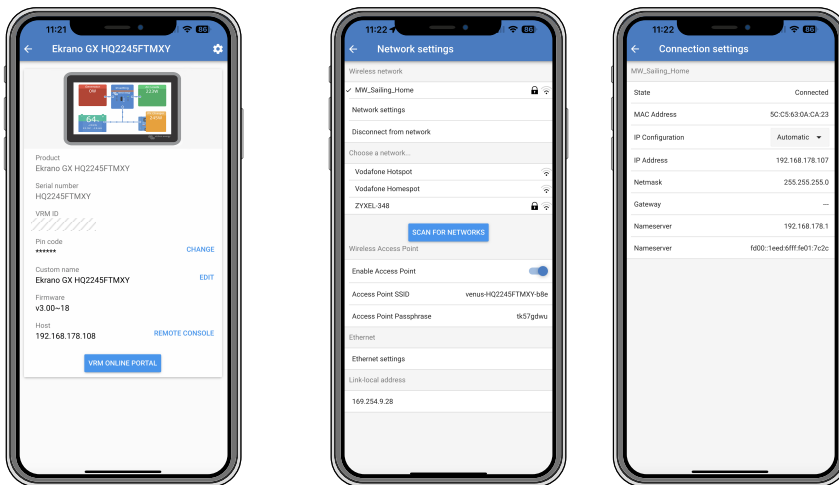 11:21
86
Ekrano GX HQ2245FTMXY
0W
223W
64
245W
Product
Ekrano GX HQ2245FTMXY
Serial number
HQ2245FTMXY
VRM ID
Pin code
****** CHANGE
Custom name
Ekrano GX HQ2245FTMXY EDIT
Firmware
v3.00~18
Host
192.168.178.108 REMOTE CONSOLE
VRM ONLINE PORTAL
11:22
86
Network settings
Wireless network
MW_Sailing_Home
Network settings
Disconnect from network
Choose a network...
Vodafone Hotspot
Vodafone Homespot
ZYXEL-348
SCAN FOR NETWORKS
Wireless Access Point
Enable Access Point
Access Point SSID venus-HQ2245FTMXY-b8e
Access Point Passphrase tk57gdwu
Ethernet
Ethernet settings
Link-local address
169.254.9.28
11:22
86
Connection settings
MW_Sailing_Home
State Connected
MAC Address 5C:C5:63:0A:CA:23
IP Configuration Automatic
IP Address 192.168.178.107
Netmask 255.255.255.0
Gateway ---
Nameserver 192.168.178.1
Nameserver fd00::1eed:6fff:fe01:7c2c